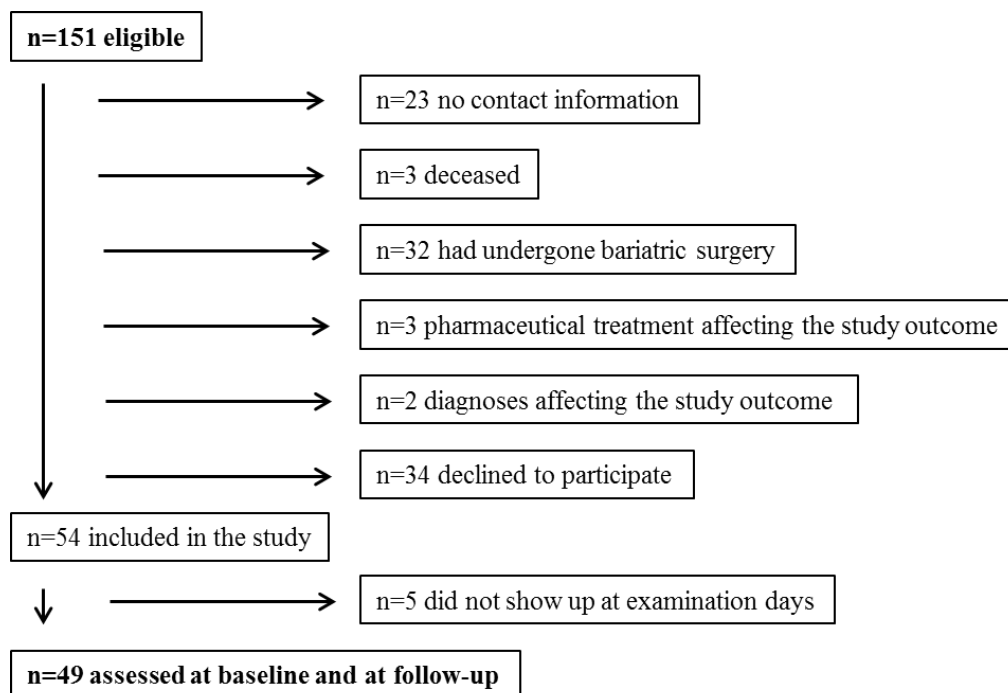 n=151 eligible
n=23 no contact information
n=3 deceased
n=32 had undergone bariatric surgery
n=3 pharmaceutical treatment affecting the study outcome
n=2 diagnoses affecting the study outcome
n=34 declined to participate
n=54 included in the study
n=5 did not show up at examination days
n=49 assessed at baseline and at follow-up